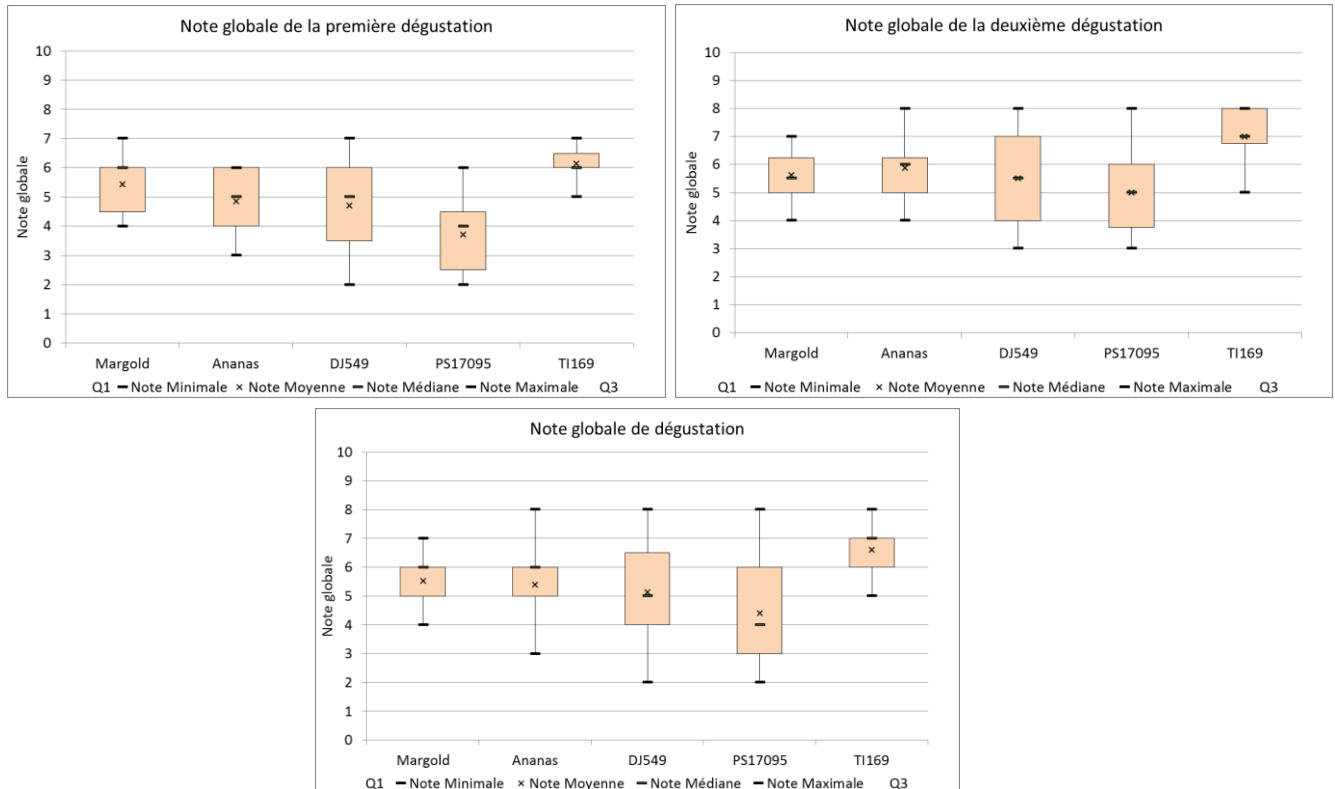 Note globale de la première dégustation
10
9
8
7
6
5
4
3
2
1
0
Note globale
Margold Ananas DJ549 PS17095 TI169
Q1 Note Minimale Note Moyenne Note Médiane Note Maximale Q3
Note globale de la deuxième dégustation
10
9
8
7
6
5
4
3
2
1
0
Note globale
Margold Ananas DJ549 PS17095 TI169
Q1 Note Minimale Note Moyenne Note Médiane Note Maximale Q3
Note globale de dégustation
10
9
8
7
6
5
4
3
2
1
0
Note globale
Margold Ananas DJ549 PS17095 TI169
Q1 Note Minimale Note Moyenne Note Médiane Note Maximale Q3